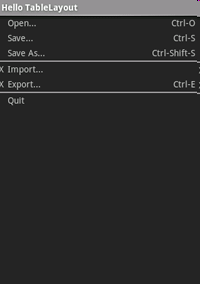 Hello TableLayout
Open... Ctrl-O
Save... Ctrl-S
Save As... Ctrl-Shift-S
X Import...
X Export... Ctrl-E
Quit